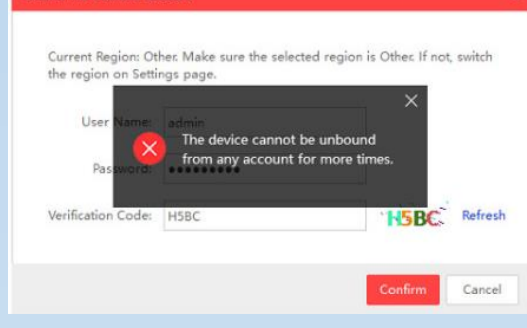 Current Region: Other. Make sure the selected region is Other. If not, switch
the region on Settings page.
User Name: admin
The device cannot be unbound
from any account for more times.
Password: ●●●●●●●●●
Verification Code: H5BC H5BC Refresh
Confirm Cancel